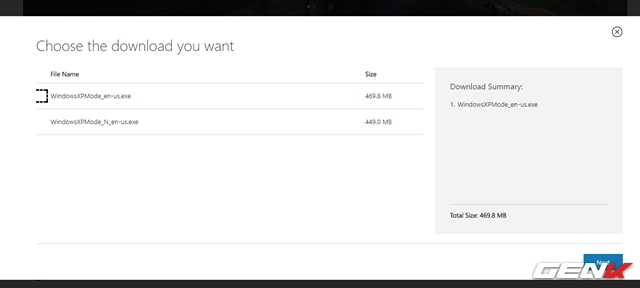 Choose the download you want
File Name Size
WindowsXPMode_en-us.exe 469.8 MB
WindowsXPMode_N_en-us.exe 449.0 MB
Download Summary:
1. WindowsXPMode_en-us.exe
Total Size: 469.8 MB
Next
GENK